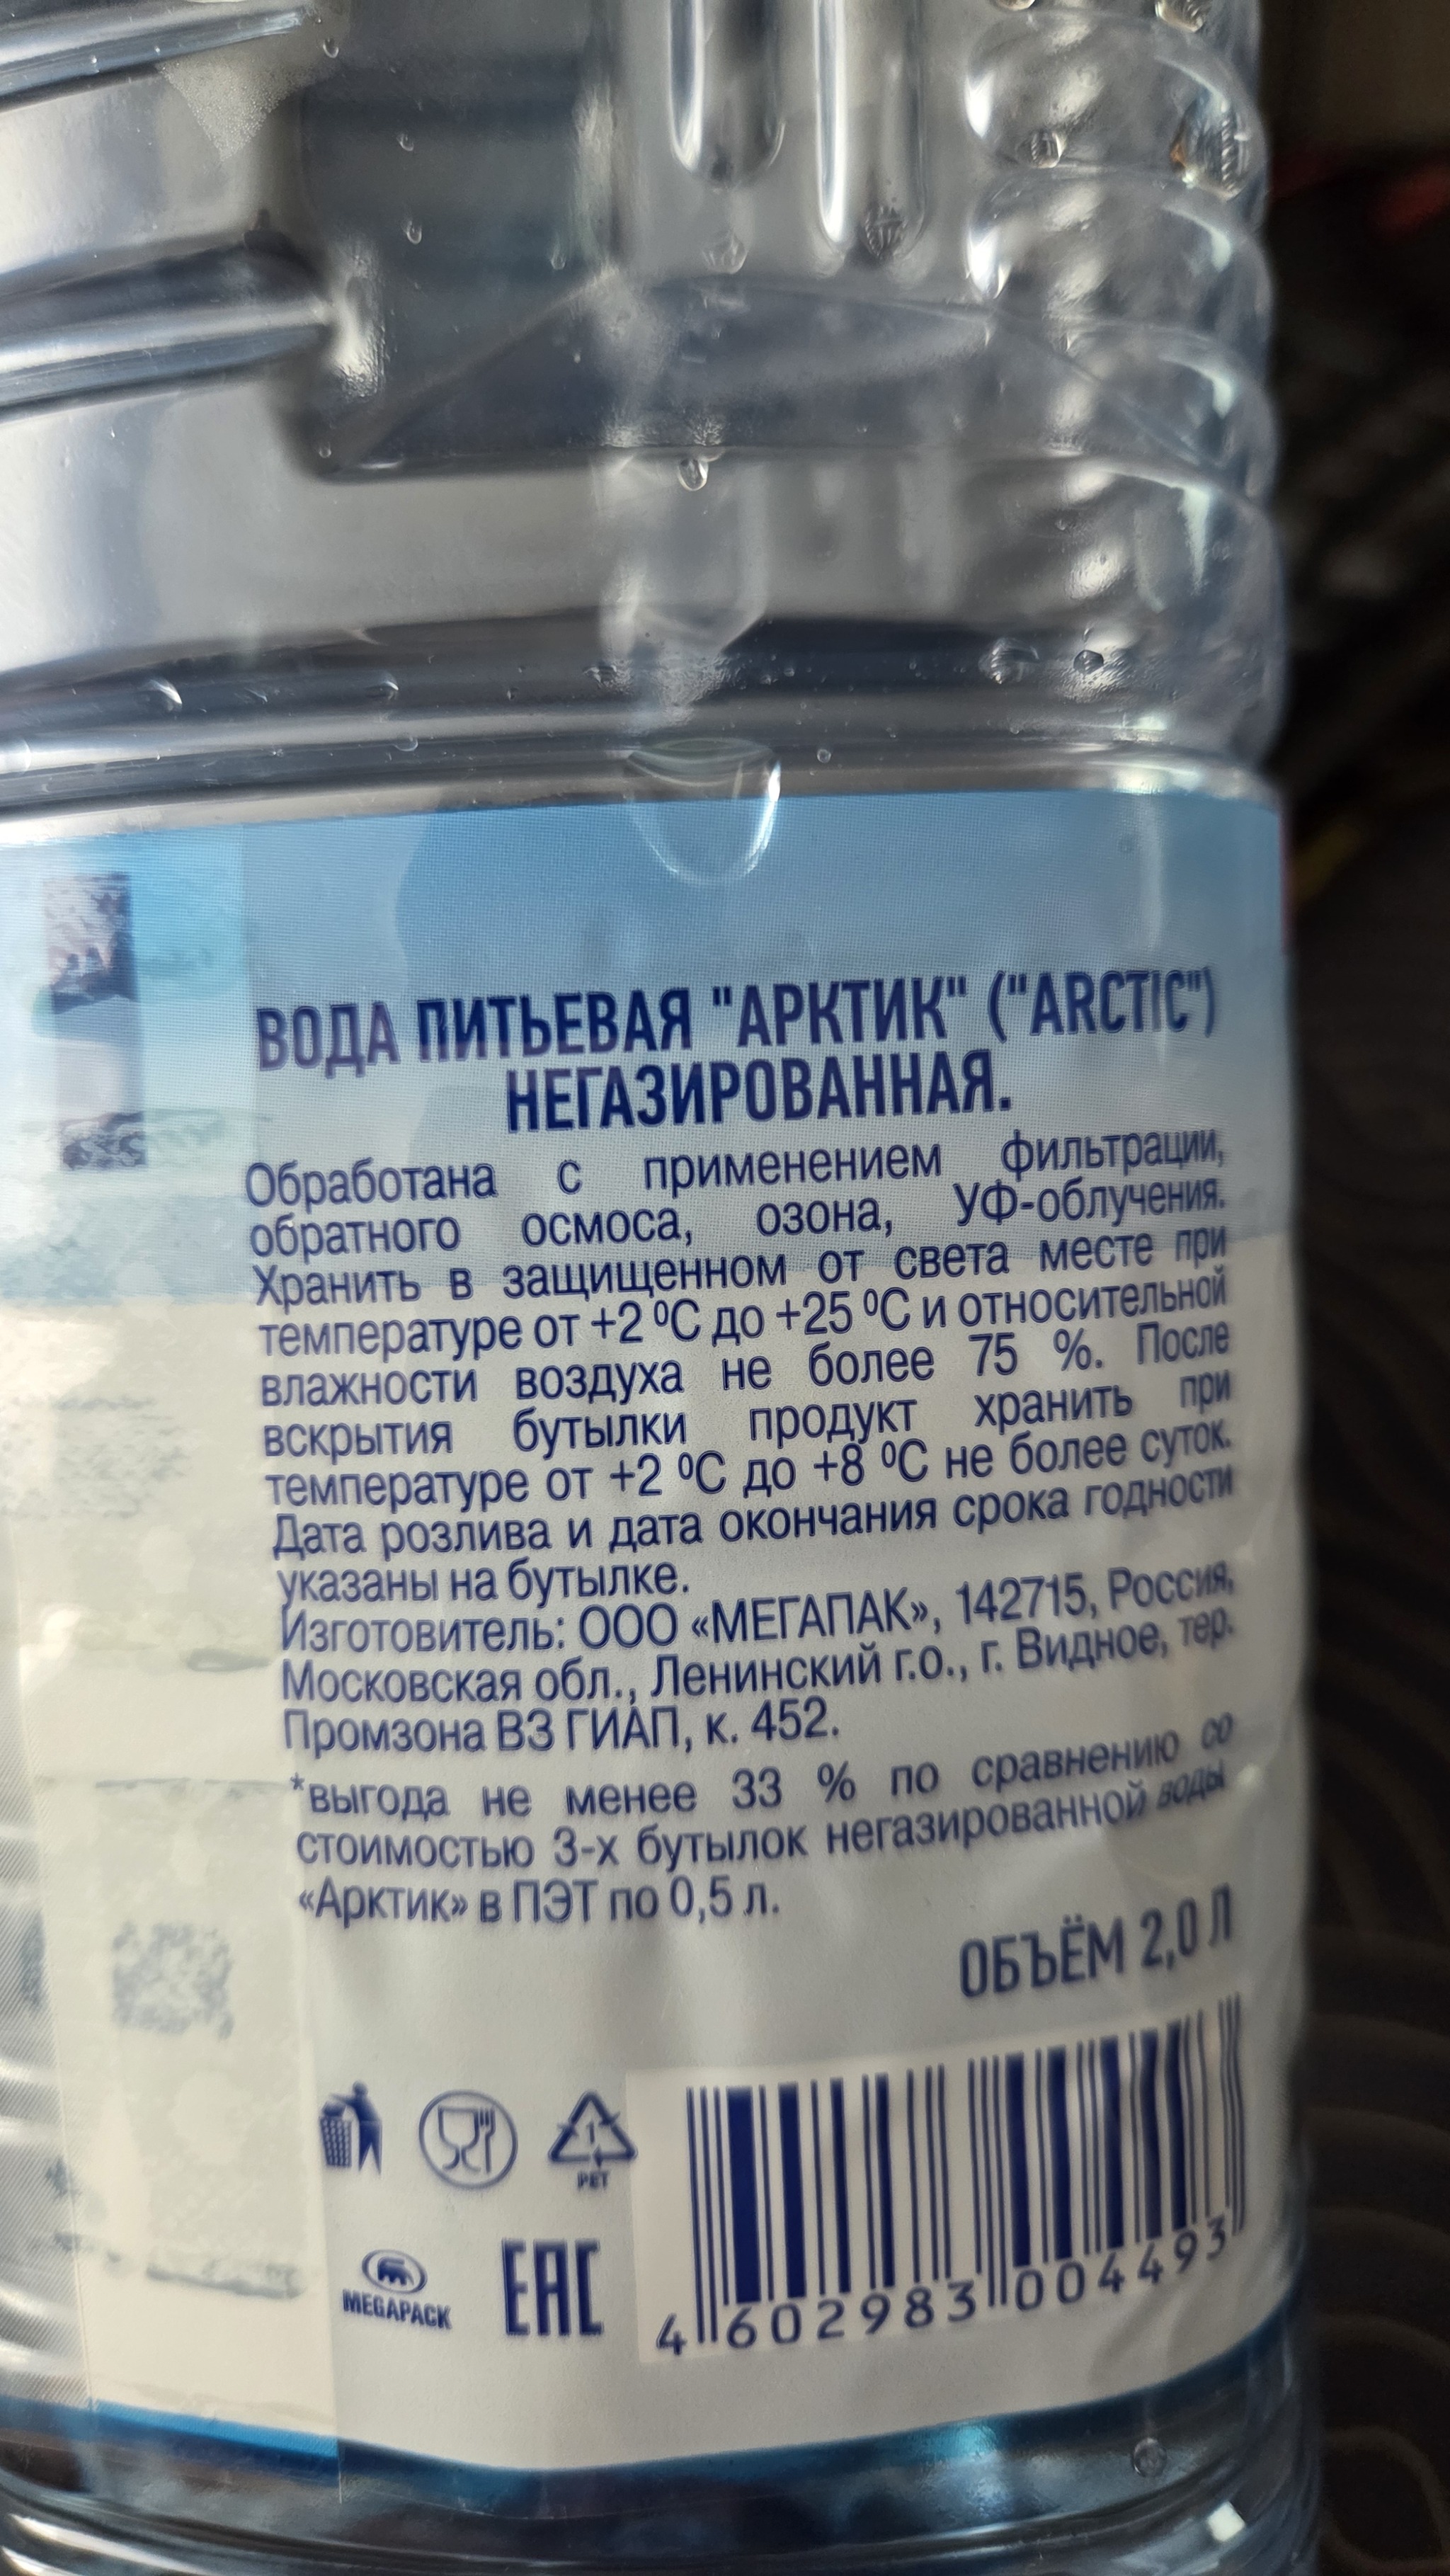 ВОДА ПИТЬЕВАЯ "АРКТИК" ("ARCTIC")
НЕГАЗИРОВАННАЯ.
Обработана с применением фильтрации,
обратного осмоса, озона, УФ-облучения.
Хранить в защищенном от света месте при
температуре от +2 ⁰С до +25 ⁰С и относительной
влажности воздуха не более 75 %. После
вскрытия бутылки продукт хранить при
температуре от +2 ⁰С до +8 ⁰С не более суток.
Дата розлива и дата окончания срока годности
указаны на бутылке.
Изготовитель: ООО «МЕГАПАК», 142715, Россия,
Московская обл., Ленинский г.о., г. Видное, тер.
Промзона ВЗ ГИАП, к. 452.
*выгода не менее 33 % по сравнению со
стоимостью 3-х бутылок негазированной воды
«Арктик» в ПЭТ по 0,5 л.
ОБЪЁМ 2,0 Л
1
PET
MEGAPACK
EAC
4 602983 004493